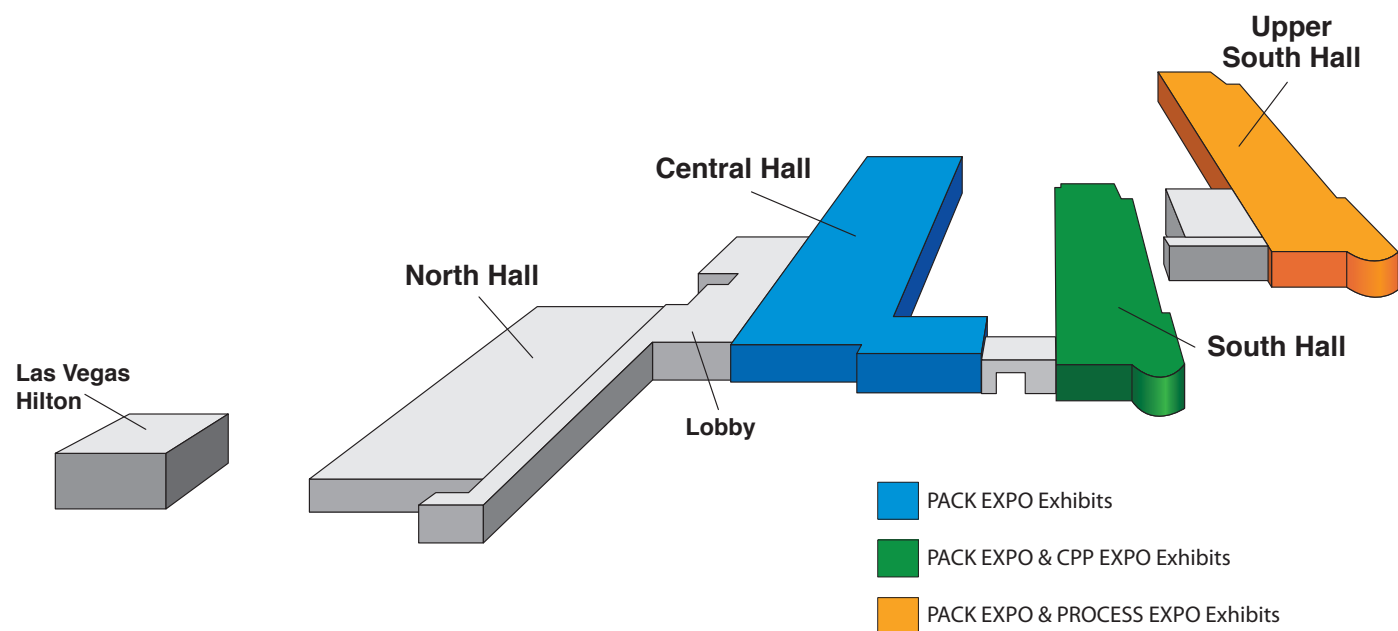 Upper
South Hall
Central Hall
North Hall
South Hall
Las Vegas
Hilton
Lobby
PACK EXPO Exhibits
PACK EXPO & CPP EXPO Exhibits
PACK EXPO & PROCESS EXPO Exhibits